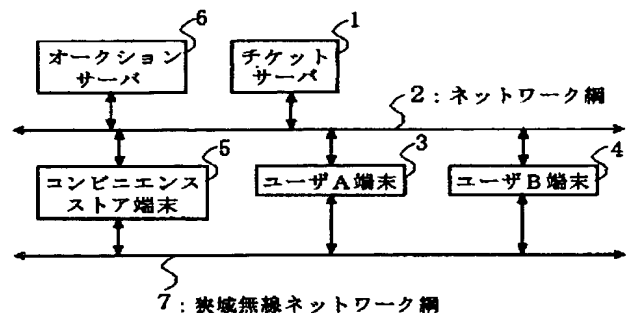 6
オークション
サーバ
1
チケット
サーバ
2:ネットワーク網
5
コンビニエンス
ストア端末
3
ユーザA端末
4
ユーザB端末
7:狭域無線ネットワーク網